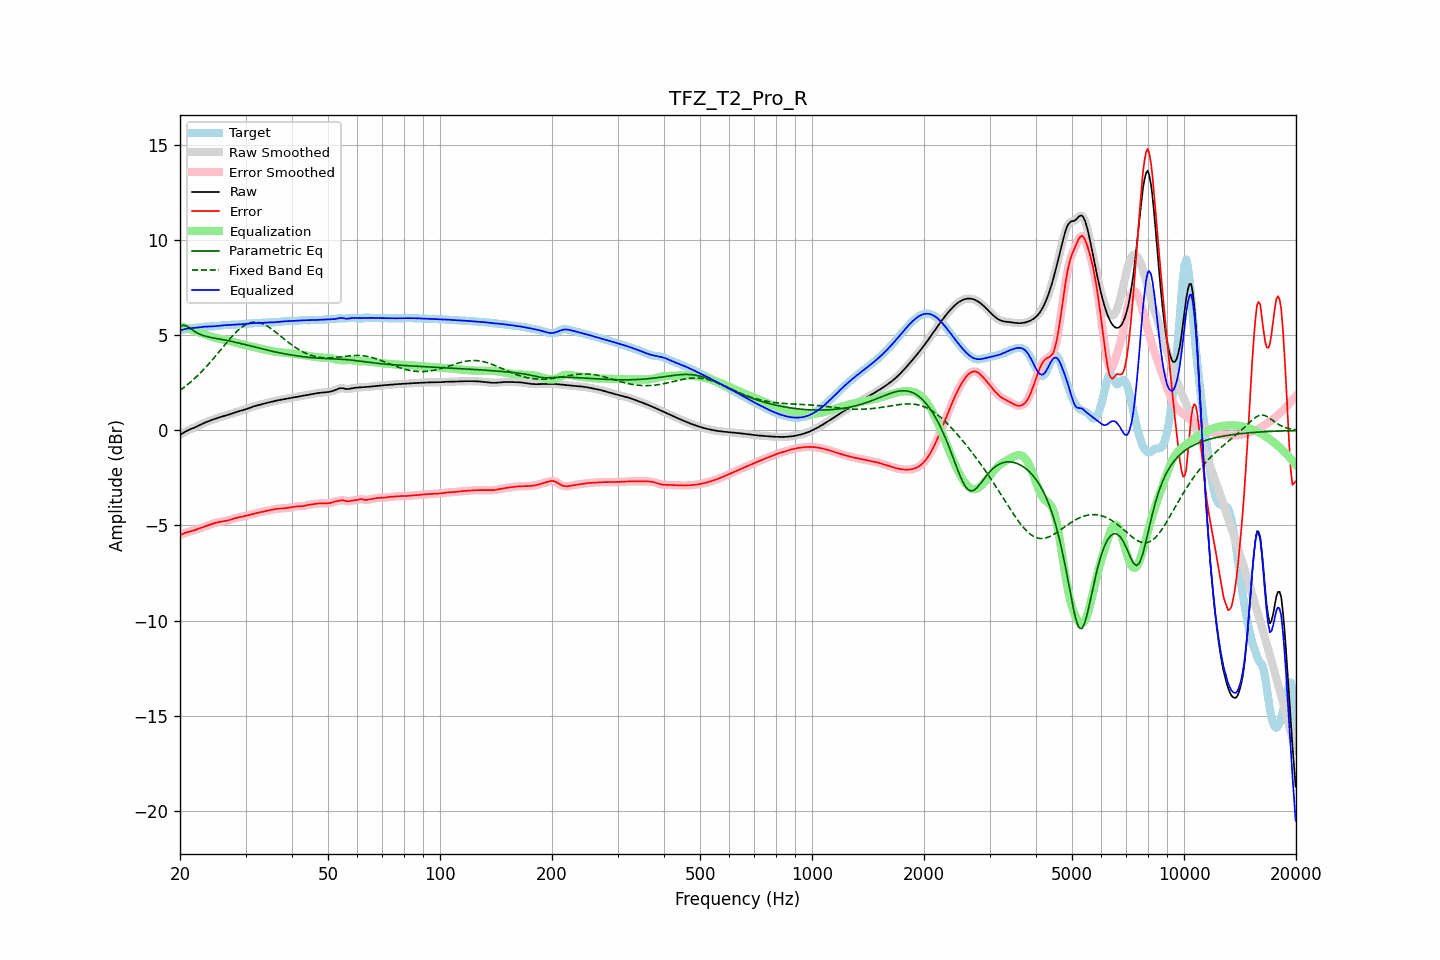 TFZ_T2_Pro_R
Target
Raw Smoothed
Error Smoothed
Raw
Error
Equalization
Parametric Eq
Fixed Band Eq
Equalized
Amplitude (dBr)
15
10
5
0
−5
−10
−15
−20
20
50
100
200
500
1000
2000
5000
10000
20000
Frequency (Hz)